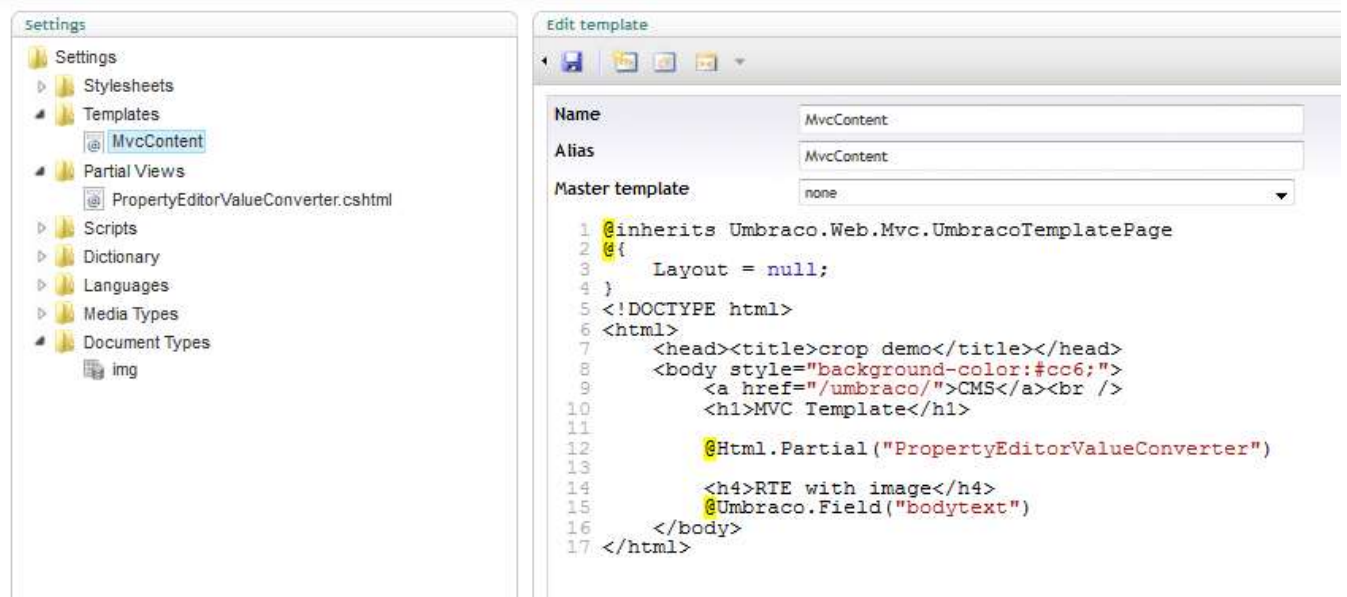 Settings
Settings
Stylesheets
Templates
MvcContent
Partial Views
PropertyEditorValueConverter.cshtml
Scripts
Dictionary
Languages
Media Types
Document Types
img
Edit template
Name MvcContent
Alias MvcContent
Master template none
1 @inherits Umbraco.Web.Mvc.UmbracoTemplatePage
2 @{
3     Layout = null;
4 }
5 <!DOCTYPE html>
6 <html>
7     <head><title>crop demo</title></head>
8     <body style="background-color:#cc6;">
9         <a href="/umbraco/">CMS</a><br />
10         <h1>MVC Template</h1>
11
12         @Html.Partial("PropertyEditorValueConverter")
13
14         <h4>RTE with image</h4>
15         @Umbraco.Field("bodytext")
16     </body>
17 </html>